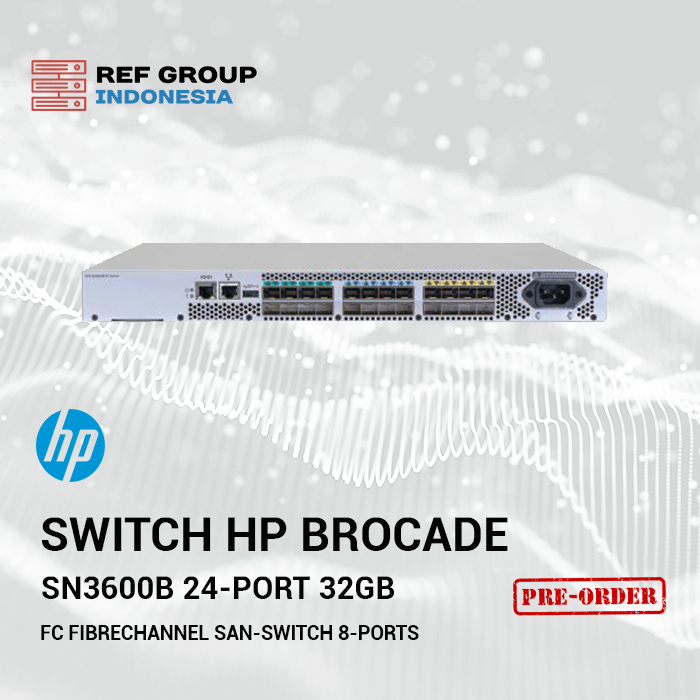 REF GROUP
INDONESIA
hp
SWITCH HP BROCADE
SN3600B 24-PORT 32GB
PRE-ORDER
FC FIBRECHANNEL SAN-SWITCH 8-PORTS